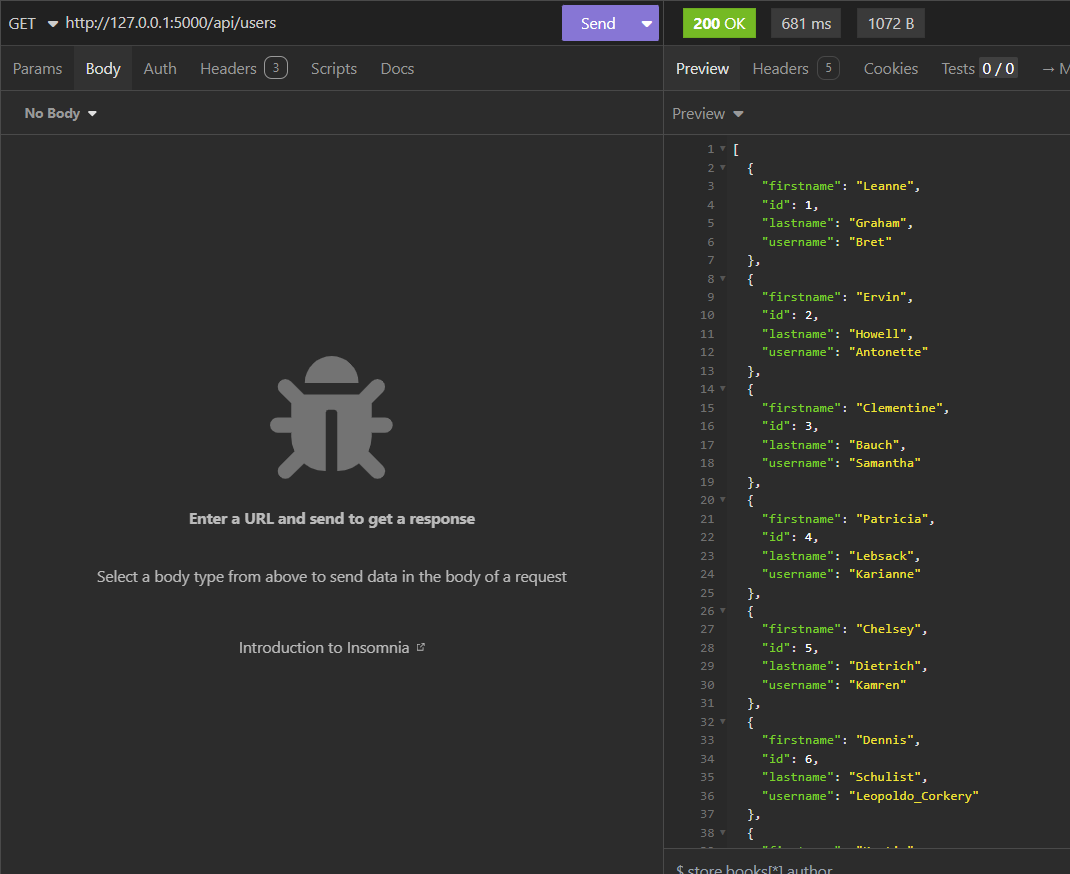 GET http://127.0.0.1:5000/api/users Send 200 OK 681 ms 1072 B
Params Body Auth Headers 3 Scripts Docs Preview Headers 5 Cookies Tests 0 / 0 → M
No Body Preview
1 [
2 {
3 "firstname": "Leanne",
4 "id": 1,
5 "lastname": "Graham",
6 "username": "Bret"
7 },
8 {
9 "firstname": "Ervin",
10 "id": 2,
11 "lastname": "Howell",
12 "username": "Antonette"
13 },
14 {
15 "firstname": "Clementine",
16 "id": 3,
17 "lastname": "Bauch",
18 "username": "Samantha"
19 },
20 {
21 "firstname": "Patricia",
22 "id": 4,
23 "lastname": "Lebsack",
24 "username": "Karianne"
25 },
26 {
27 "firstname": "Chelsey",
28 "id": 5,
29 "lastname": "Dietrich",
30 "username": "Kamren"
31 },
32 {
33 "firstname": "Dennis",
34 "id": 6,
35 "lastname": "Schulist",
36 "username": "Leopoldo_Corkery"
37 },
38 {
$.store.books[*].author
Enter a URL and send to get a response
Select a body type from above to send data in the body of a request
Introduction to Insomnia